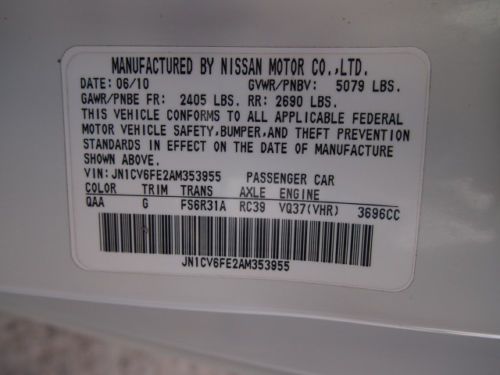 MANUFACTURED BY NISSAN MOTOR CO.,LTD.
DATE: 06/10 GVWR/PNBV: 5079 LBS.
GAWR/PNBE FR: 2405 LBS. RR: 2690 LBS.
THIS VEHICLE CONFORMS TO ALL APPLICABLE FEDERAL
MOTOR VEHICLE SAFETY,BUMPER,AND THEFT PREVENTION
STANDARDS IN EFFECT ON THE DATE OF MANUFACTURE
SHOWN ABOVE.
VIN: JN1CV6FE2AM353955 PASSENGER CAR
COLOR TRIM TRANS AXLE ENGINE
QAA G FS6R31A RC39 VQ37(VHR) 3696CC
JN1CV6FE2AM353955